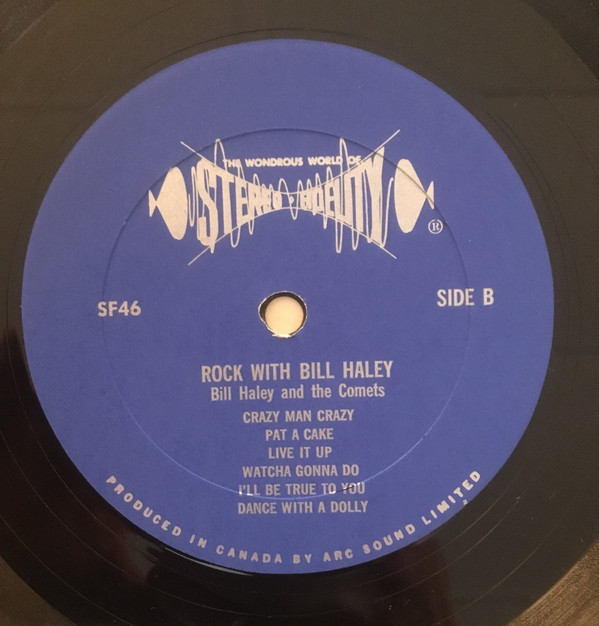 THE WONDROUS WORLD OF
STEREO-FIDELITY
®
SF46
SIDE B
ROCK WITH BILL HALEY
Bill Haley and the Comets
CRAZY MAN CRAZY
PAT A CAKE
LIVE IT UP
WATCHA GONNA DO
I'LL BE TRUE TO YOU
DANCE WITH A DOLLY
PRODUCED IN CANADA BY ARC SOUND LIMITED